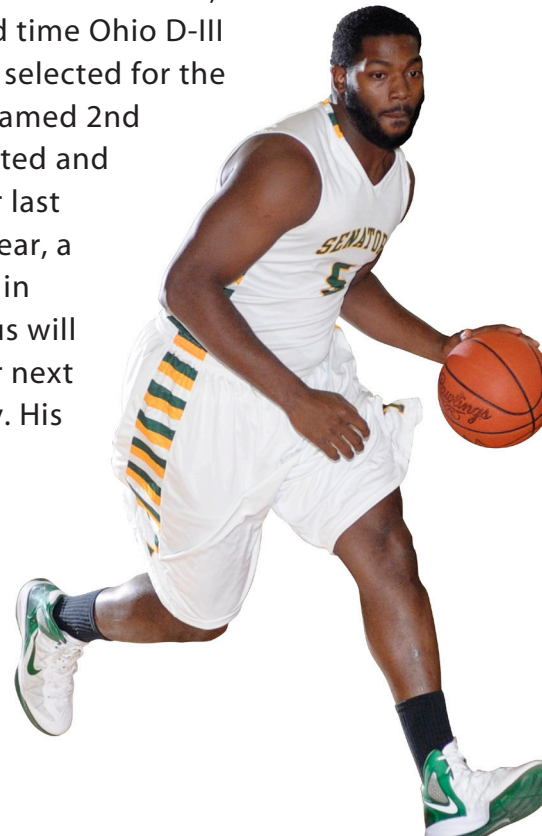 d time Ohio D-III
selected for the
amed 2nd
ted and
r last
ear, a
in
us will
r next
y. His
SENATOR
5
Rawlings